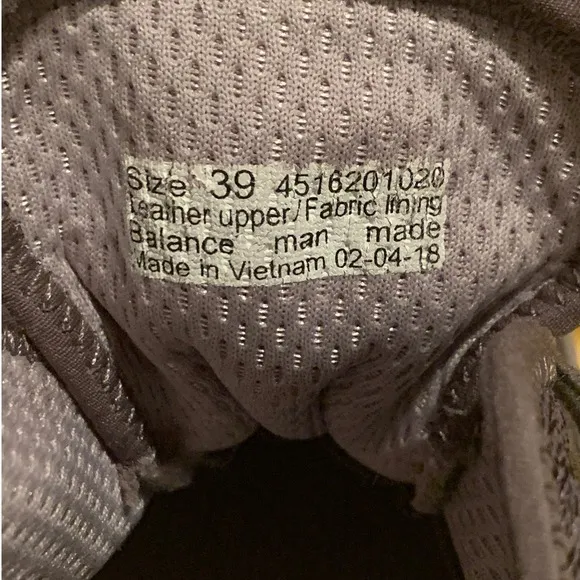 Size 39 4516201020
Leather upper/Fabric lining
Balance man made
Made in Vietnam 02-04-18